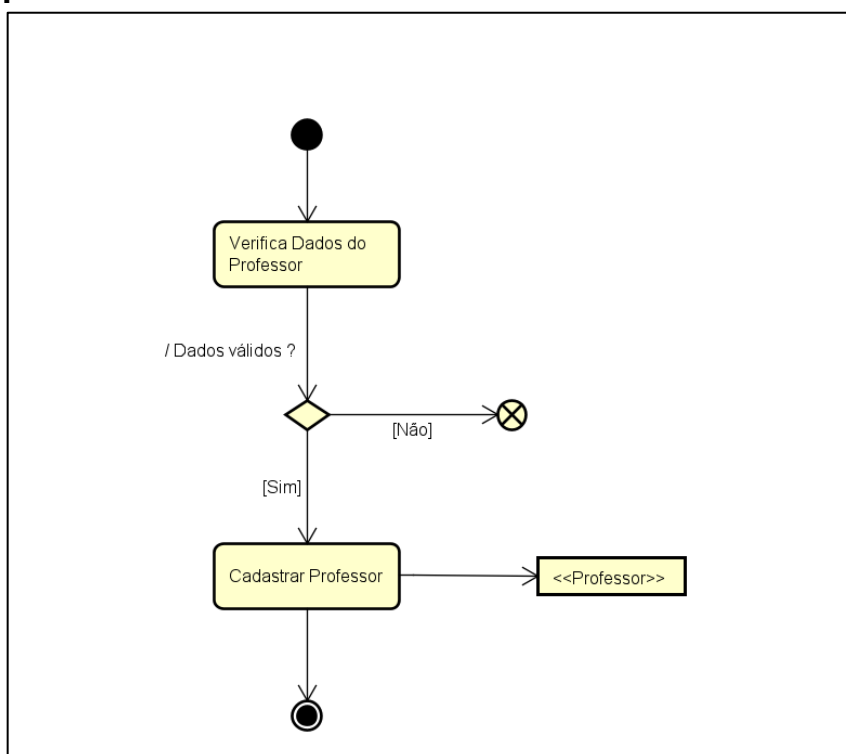 Verifica Dados do
Professor
/ Dados válidos ?
[Não]
[Sim]
Cadastrar Professor
<<Professor>>